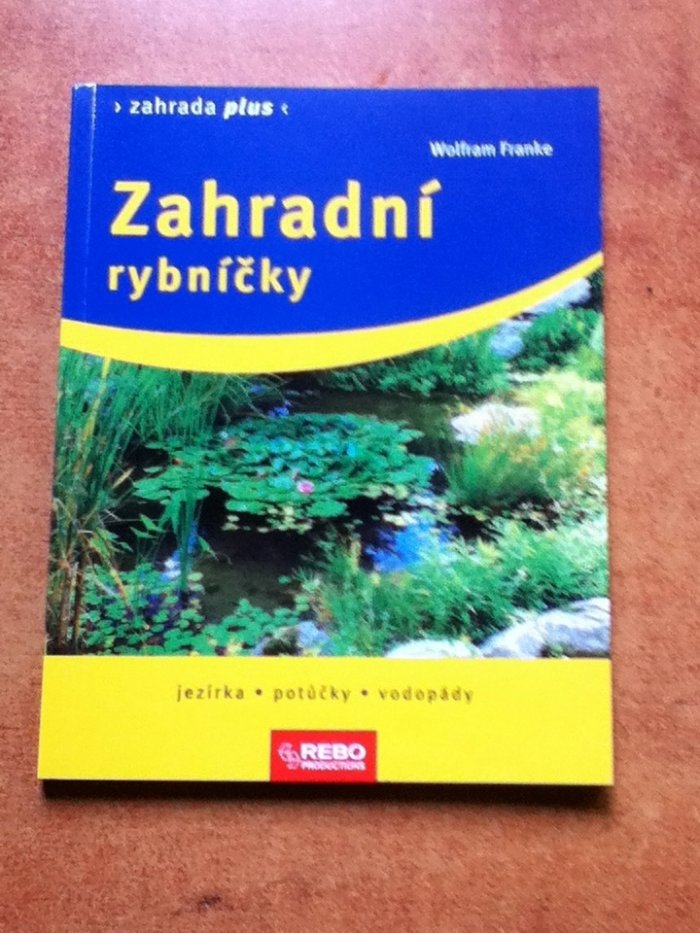 › zahrada plus ‹
Wolfram Franke
Zahradní
rybníčky
jezírka • potůčky • vodopády
REBO
PRODUCTIONS